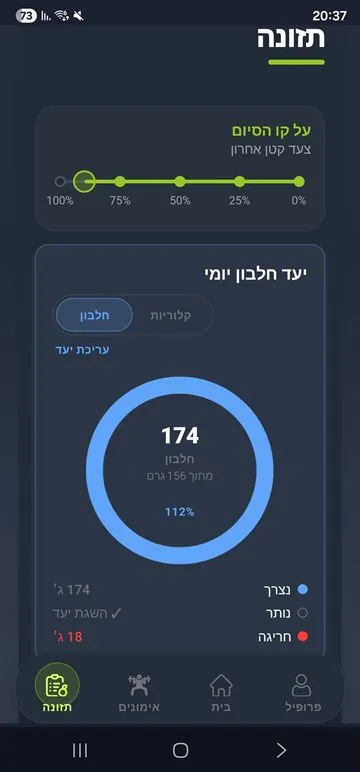 73
20:37
תזונה
על קו הסיום
צעד קטן אחרון
0% 25% 50% 75% 100%
יעד חלבון יומי
קלוריות חלבון
עריכת יעד
174
חלבון
מתוך 156 גרם
112%
נצרך 174 ג׳
נותר השגת יעד ✓
חריגה 18 ג׳
פרופיל בית אימונים תזונה